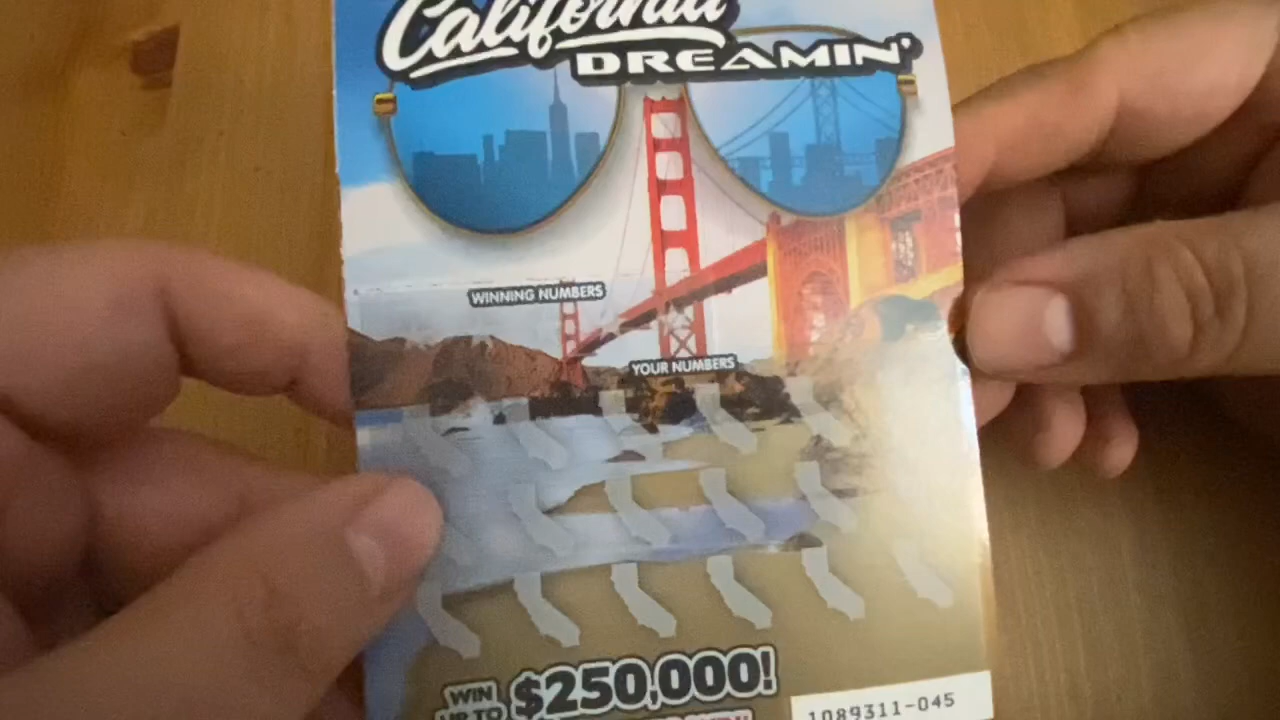 California
DREAMIN'
WINNING NUMBERS
YOUR NUMBERS
WIN
UP TO
$250,000!
1089311-045